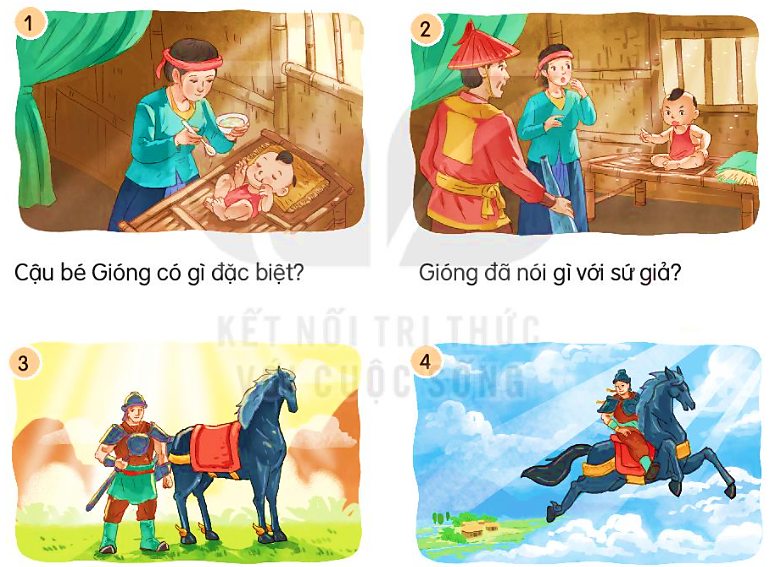 1
2
Cậu bé Gióng có gì đặc biệt?
Gióng đã nói gì với sứ giả?
KẾT NỐI TRI THỨC
VỚI CUỘC SỐNG
3
4